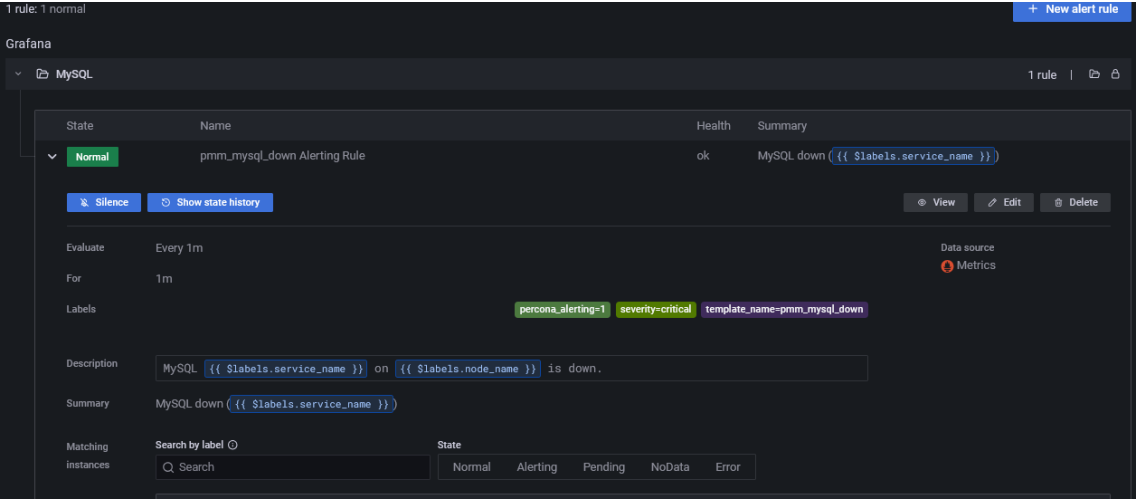 1 rule: 1 normal
+ New alert rule
Grafana
MySQL
1 rule |
State Name Health Summary
Normal pmm_mysql_down Alerting Rule ok MySQL down ({{ $labels.service_name }})
Silence Show state history View Edit Delete
Evaluate Every 1m Data source
Metrics
For 1m
Labels percona_alerting=1 severity=critical template_name=pmm_mysql_down
Description MySQL {{ $labels.service_name }} on {{ $labels.node_name }} is down.
Summary MySQL down ({{ $labels.service_name }})
Matching instances
Search by label State
Search Normal Alerting Pending NoData Error